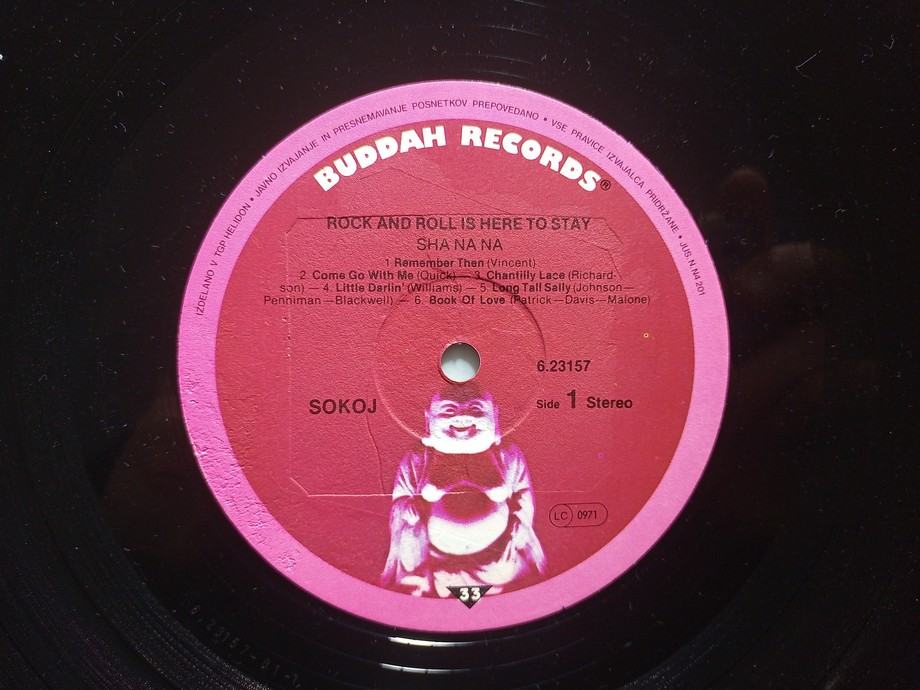 IZDELANO V TGP HELIDON • JAVNO IZVAJANJE IN PRESNEMAVANJE POSNETKOV PREPOVEDANO • VSE PRAVICE IZVAJALCA PRIDRŽANE • JUS N N4 201
BUDDAH RECORDS®
ROCK AND ROLL IS HERE TO STAY
SHA NA NA
1 Remember Then (Vincent)
2. Come Go With Me (Quick) — 3. Chantilly Lace (Richard-
son) — 4. Little Darlin' (Williams) — 5. Long Tall Sally (Johnson—
Penniman—Blackwell) — 6. Book Of Love (Patrick—Davis—Malone)
6.23157
SOKOJ
Side 1 Stereo
LC 0971
33